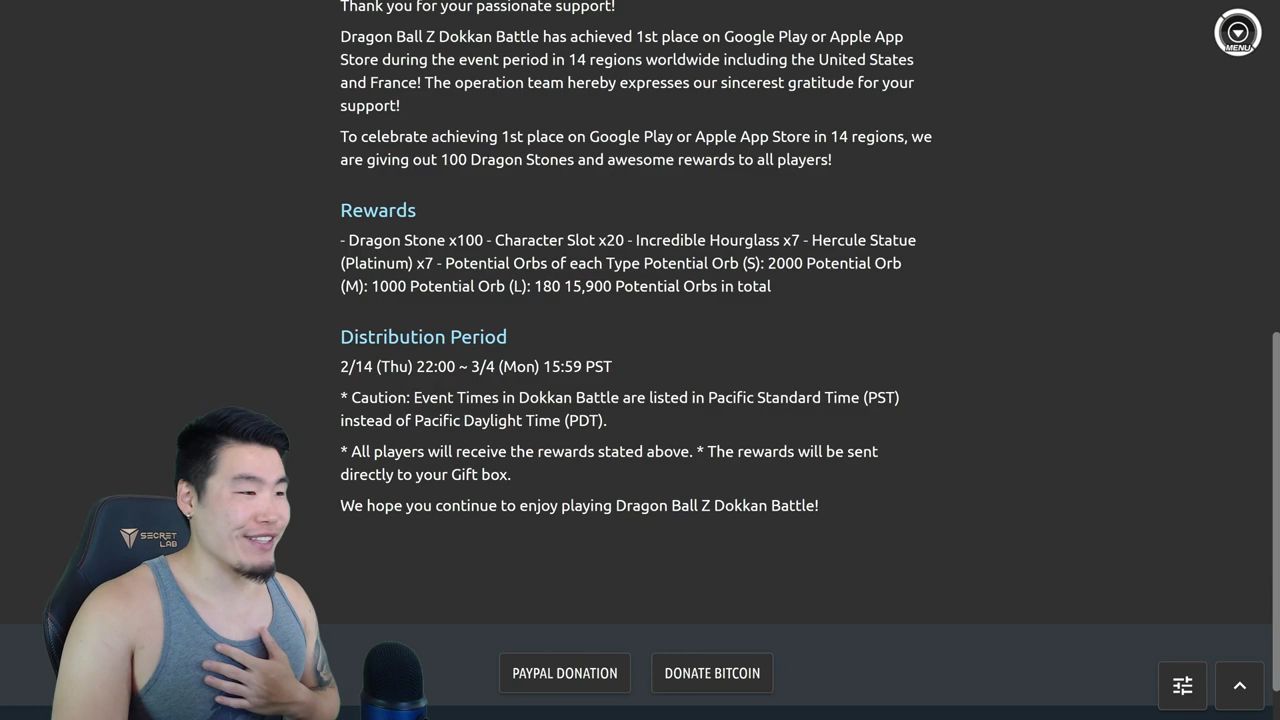 Thank you for your passionate support!
MENU
Dragon Ball Z Dokkan Battle has achieved 1st place on Google Play or Apple App
Store during the event period in 14 regions worldwide including the United States
and France! The operation team hereby expresses our sincerest gratitude for your
support!
To celebrate achieving 1st place on Google Play or Apple App Store in 14 regions, we
are giving out 100 Dragon Stones and awesome rewards to all players!
Rewards
- Dragon Stone x100 - Character Slot x20 - Incredible Hourglass x7 - Hercule Statue
(Platinum) x7 - Potential Orbs of each Type Potential Orb (S): 2000 Potential Orb
(M): 1000 Potential Orb (L): 180 15,900 Potential Orbs in total
Distribution Period
2/14 (Thu) 22:00 ~ 3/4 (Mon) 15:59 PST
* Caution: Event Times in Dokkan Battle are listed in Pacific Standard Time (PST)
instead of Pacific Daylight Time (PDT).
* All players will receive the rewards stated above. * The rewards will be sent
directly to your Gift box.
We hope you continue to enjoy playing Dragon Ball Z Dokkan Battle!
SECRET
LAB
PAYPAL DONATION
DONATE BITCOIN